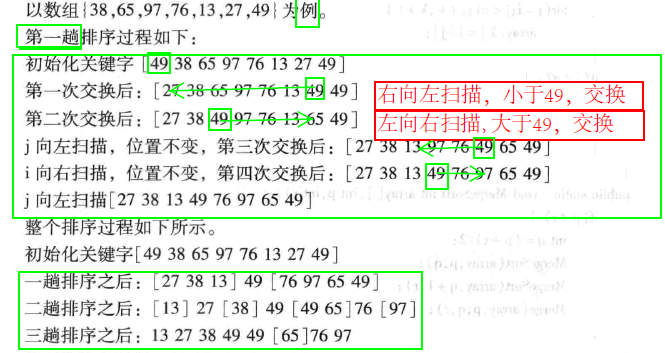 以数组{38,65,97,76,13,27,49}为例。
第一趟排序过程如下:
初始化关键字 [49 38 65 97 76 13 27 49]
第一次交换后:[27 38 65 97 76 13 49 49]
右向左扫描,小于49,交换
第二次交换后:[27 38 49 97 76 13 65 49]
左向右扫描,大于49,交换
j 向左扫描,位置不变,第三次交换后:[27 38 13 97 76 49 65 49]
i 向右扫描,位置不变,第四次交换后:[27 38 13 49 76 97 65 49]
j 向左扫描[27 38 13 49 76 97 65 49]
整个排序过程如下所示。
初始化关键字[49 38 65 97 76 13 27 49]
一趟排序之后:[27 38 13] 49 [76 97 65 49]
二趟排序之后:[13] 27 [38] 49 [49 65]76 [97]
三趟排序之后:13 27 38 49 49 [65]76 97